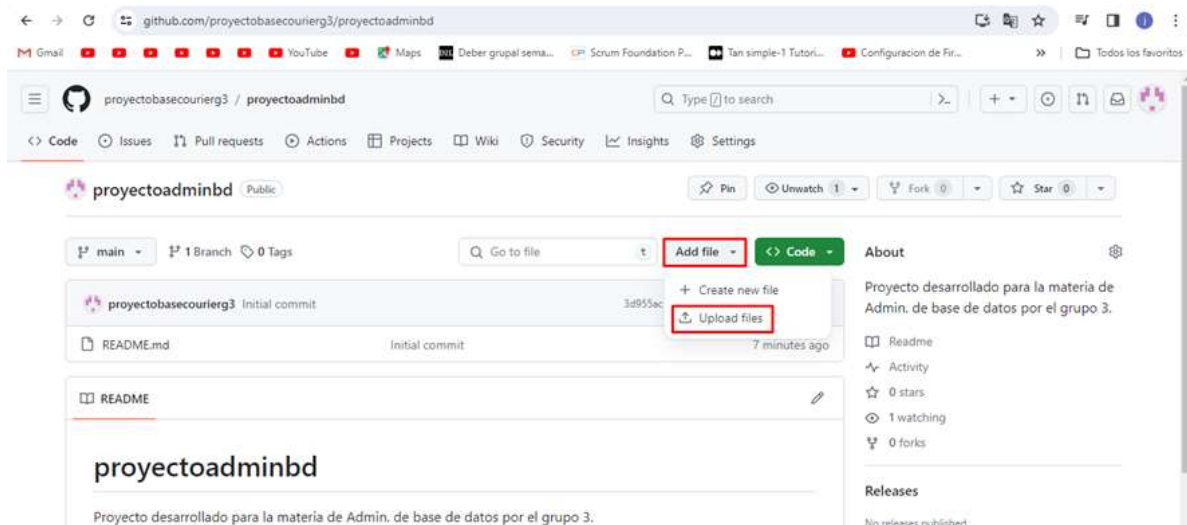 github.com/proyectobasecourierg3/proyectoadminbd
Gmail YouTube Maps Deber grupal sema... Scrum Foundation P... Tan simple-1 Tutori... Configuracion de Fir... » Todos los favoritos
proyectobasecourierg3 / proyectoadminbd Type / to search
<> Code Issues Pull requests Actions Projects Wiki Security Insights Settings
proyectoadminbd Public Pin Unwatch 1 Fork 0 Star 0
main 1 Branch 0 Tags Go to file t Add file <> Code About
+ Create new file
Upload files
proyectobasecourierg3 Initial commit 3d955ac
README.md Initial commit 7 minutes ago
Proyecto desarrollado para la materia de
Admin. de base de datos por el grupo 3.
Readme
Activity
0 stars
1 watching
0 forks
README
proyectoadminbd
Proyecto desarrollado para la materia de Admin. de base de datos por el grupo 3.
Releases
No releases published